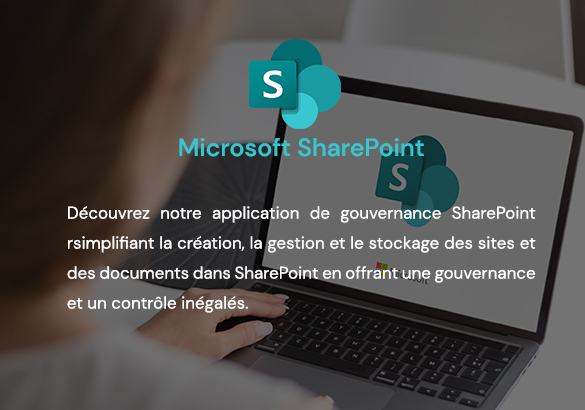 S
Microsoft SharePoint
S
Découvrez notre application de gouvernance SharePoint
rsimplifiant la création, la gestion et le stockage des sites et
des documents dans SharePoint en offrant une gouvernance
et un contrôle inégalés.